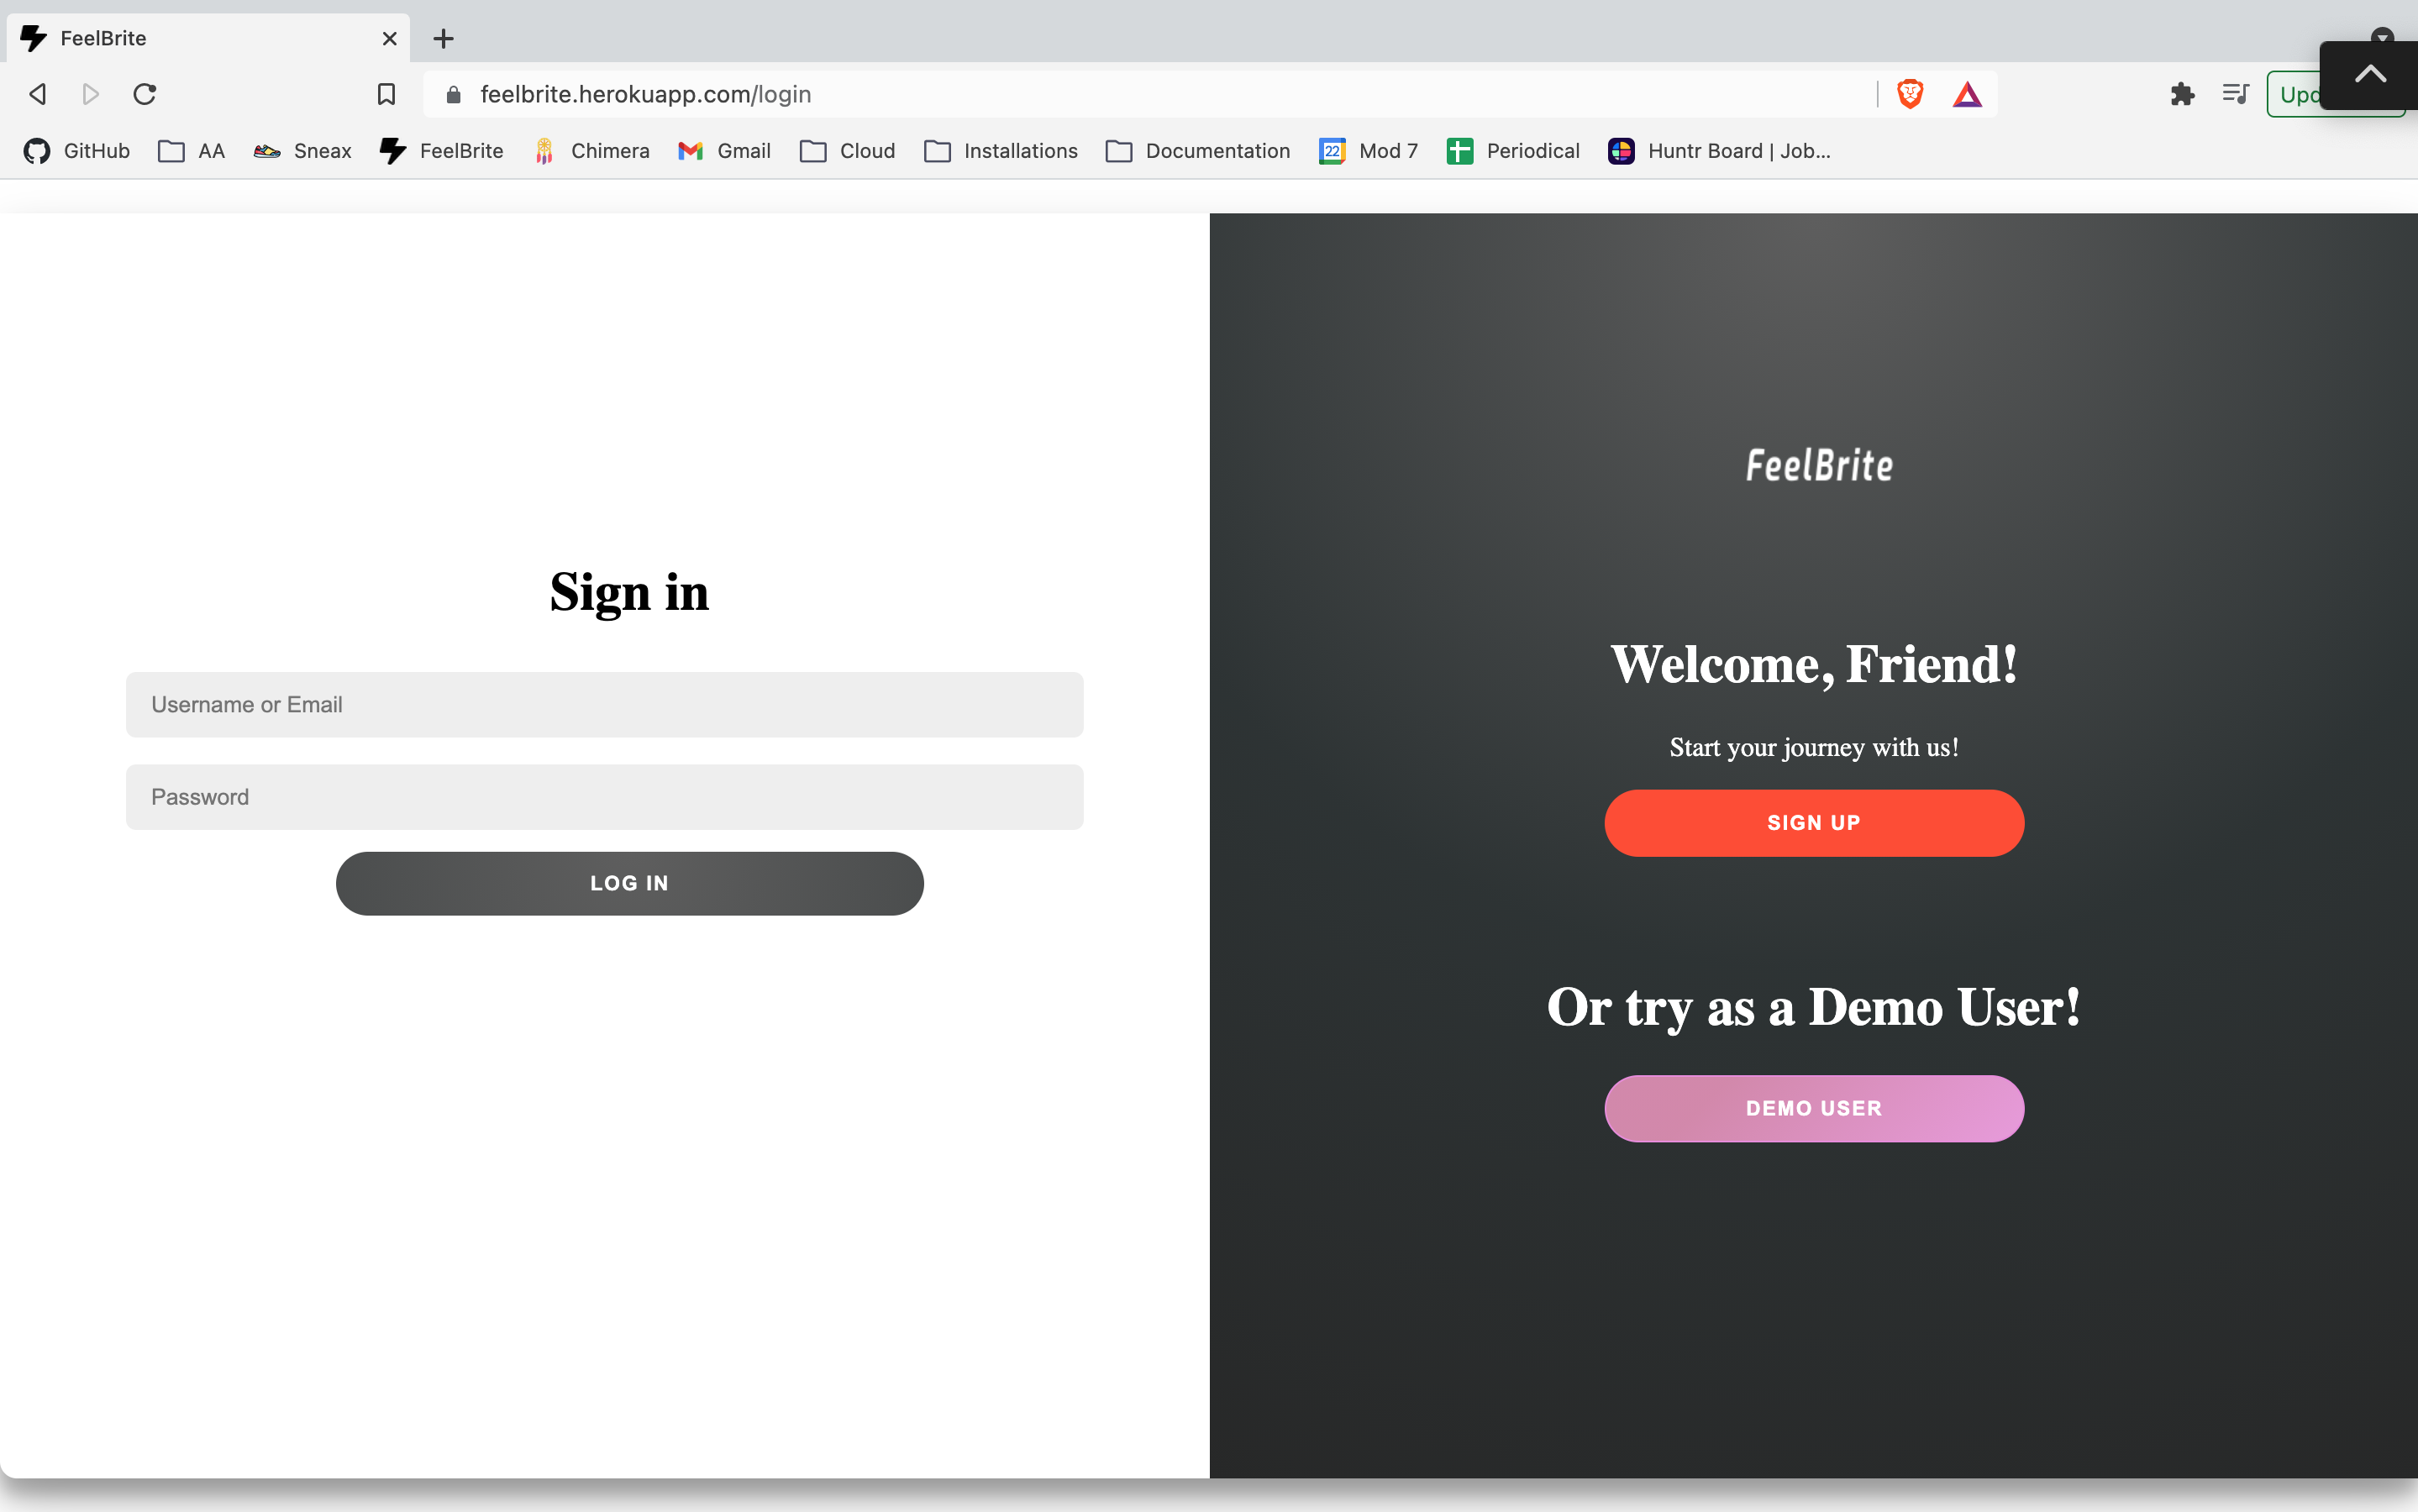 FeelBrite
feelbrite.herokuapp.com/login
GitHub AA Sneax FeelBrite Chimera Gmail Cloud Installations Documentation 22 Mod 7 Periodical Huntr Board | Job...
Sign in
Username or Email
Password
LOG IN
FeelBrite
Welcome, Friend!
Start your journey with us!
SIGN UP
Or try as a Demo User!
DEMO USER